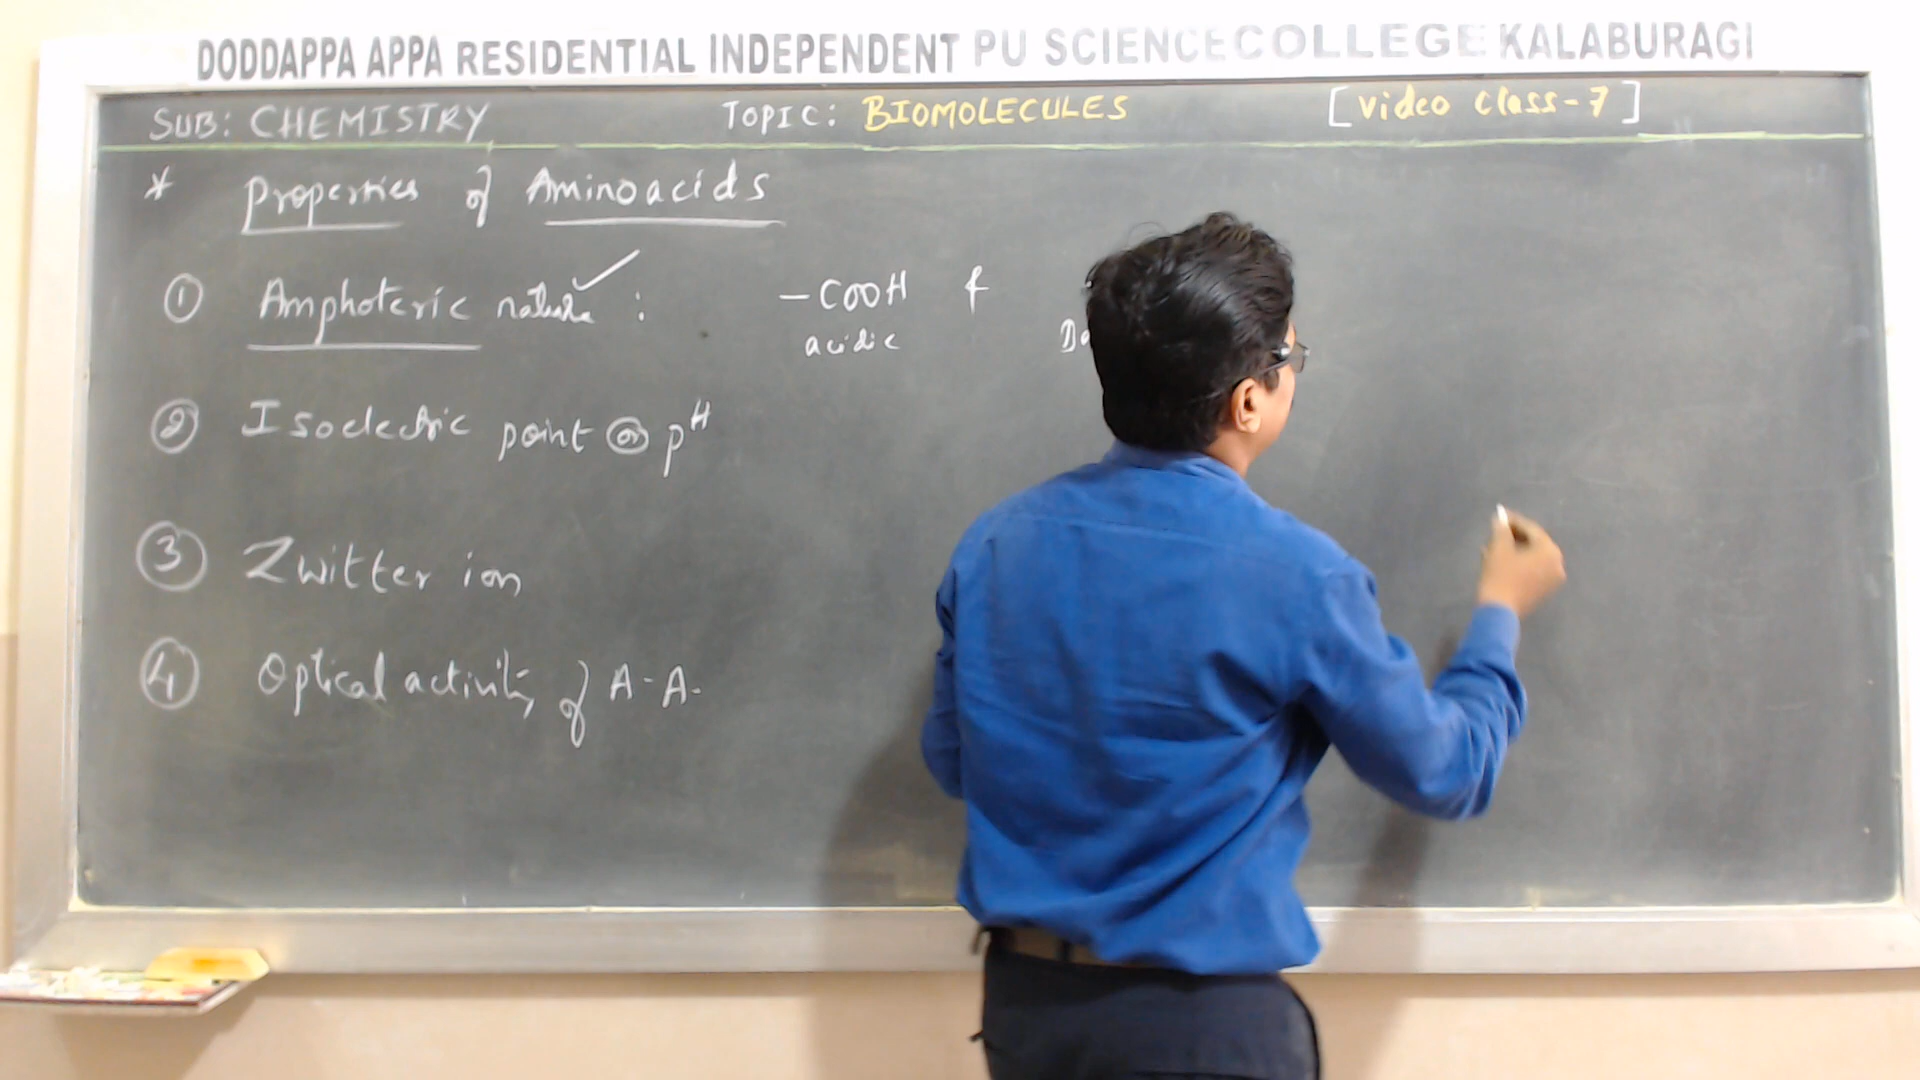 DODDAPPA APPA RESIDENTIAL INDEPENDENT PU SCIENCE COLLEGE KALABURAGI
SUB: CHEMISTRY TOPIC: BIOMOLECULES [Video Class-7]
* Properties of Aminoacids
① Amphoteric nature : -COOH &
acidic
② Isoelectric point or pH
③ Zwitter ion
④ Optical activity of A-A.